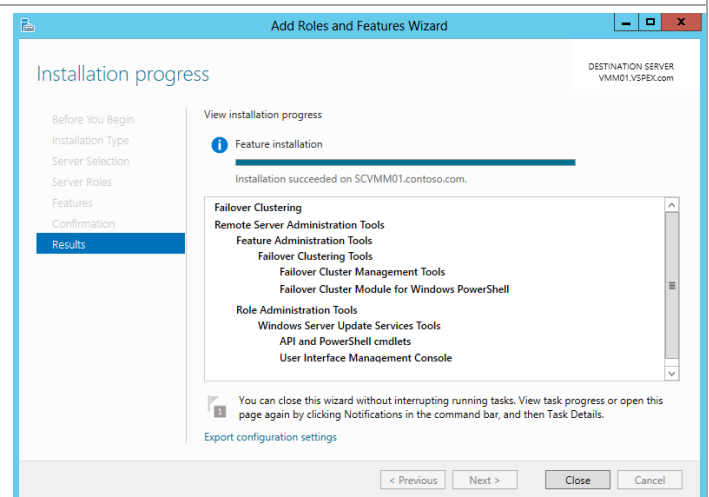 Add Roles and Features Wizard
Installation progress
DESTINATION SERVER
VMM01.VSPEX.com
Before You Begin
Installation Type
Server Selection
Server Roles
Features
Confirmation
Results
View installation progress
Feature installation
Installation succeeded on SCVMM01.contoso.com.
Failover Clustering
Remote Server Administration Tools
Feature Administration Tools
Failover Clustering Tools
Failover Cluster Management Tools
Failover Cluster Module for Windows PowerShell
Role Administration Tools
Windows Server Update Services Tools
API and PowerShell cmdlets
User Interface Management Console
1
You can close this wizard without interrupting running tasks. View task progress or open this
page again by clicking Notifications in the command bar, and then Task Details.
Export configuration settings
< Previous
Next >
Close
Cancel